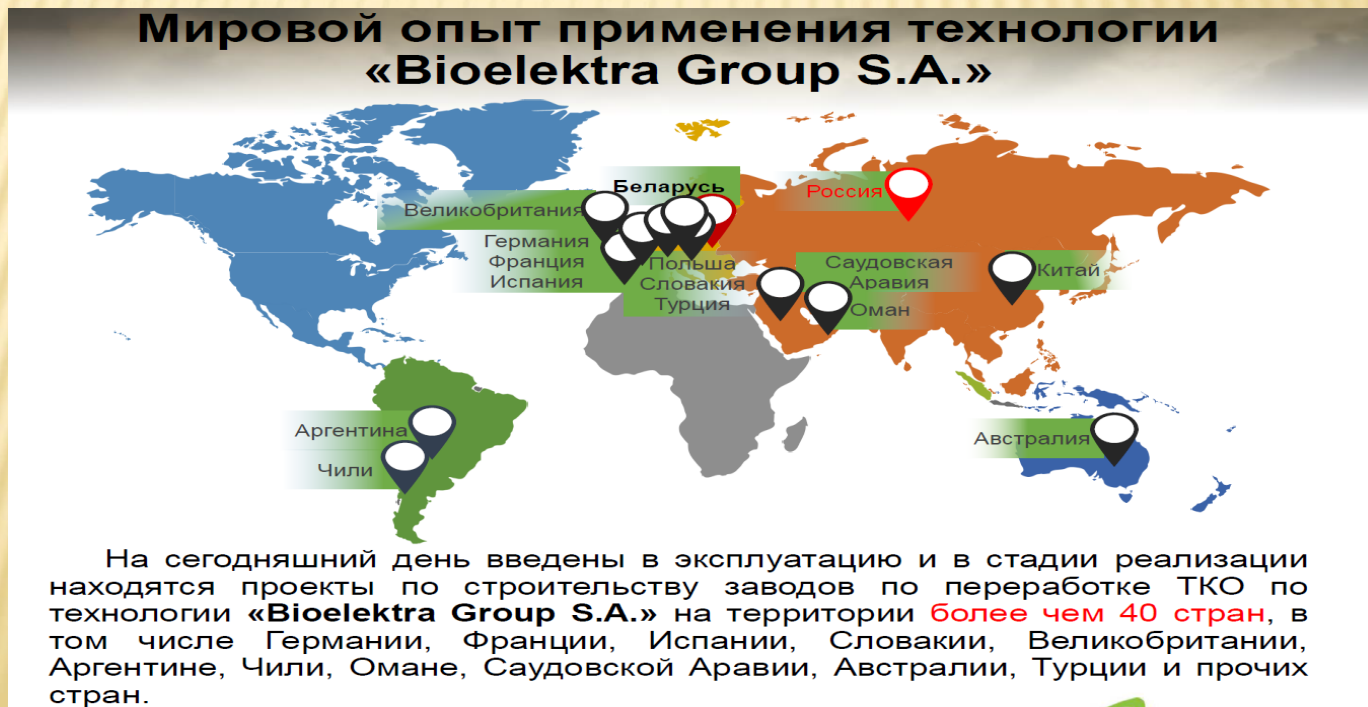 Мировой опыт применения технологии
«Bioelektra Group S.A.»
Беларусь
Россия
Великобритания
Германия
Франция
Испания
Польша
Словакия
Турция
Саудовская
Аравия
Оман
Китай
Аргентина
Чили
Австралия
На сегодняшний день введены в эксплуатацию и в стадии реализации
находятся проекты по строительству заводов по переработке ТКО по
технологии «Bioelektra Group S.A.» на территории более чем 40 стран, в
том числе Германии, Франции, Испании, Словакии, Великобритании,
Аргентине, Чили, Омане, Саудовской Аравии, Австралии, Турции и прочих
стран.